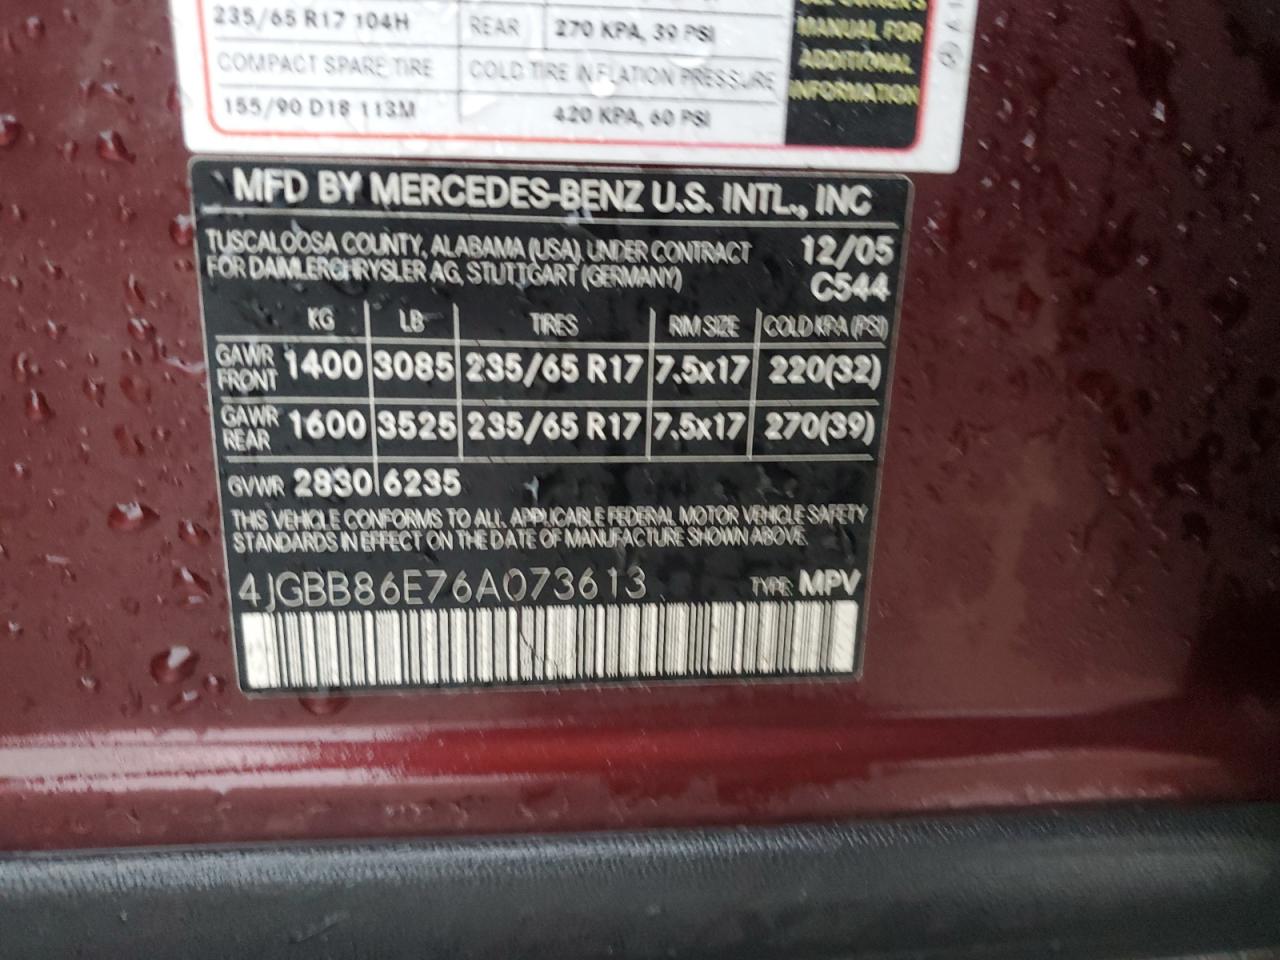 235/65 R17 104H REAR 270 KPA, 39 PSI
COMPACT SPARE TIRE COLD TIRE INFLATION PRESSURE
155/90 D18 113M 420 KPA, 60 PSI
MANUAL FOR
ADDITIONAL
INFORMATION
MFD BY MERCEDES-BENZ U.S. INTL., INC
TUSCALOOSA COUNTY, ALABAMA (USA), UNDER CONTRACT 12/05
FOR DAIMLERCHRYSLER AG, STUTTGART (GERMANY) C544
KG LB TIRES RIM SIZE COLD KPA (PSI)
GAWR FRONT 1400 3085 235/65 R17 7.5x17 220(32)
GAWR REAR 1600 3525 235/65 R17 7.5x17 270(39)
GVWR 2830 6235
THIS VEHICLE CONFORMS TO ALL APPLICABLE FEDERAL MOTOR VEHICLE SAFETY
STANDARDS IN EFFECT ON THE DATE OF MANUFACTURE SHOWN ABOVE.
4JGBB86E76A073613 TYPE: MPV